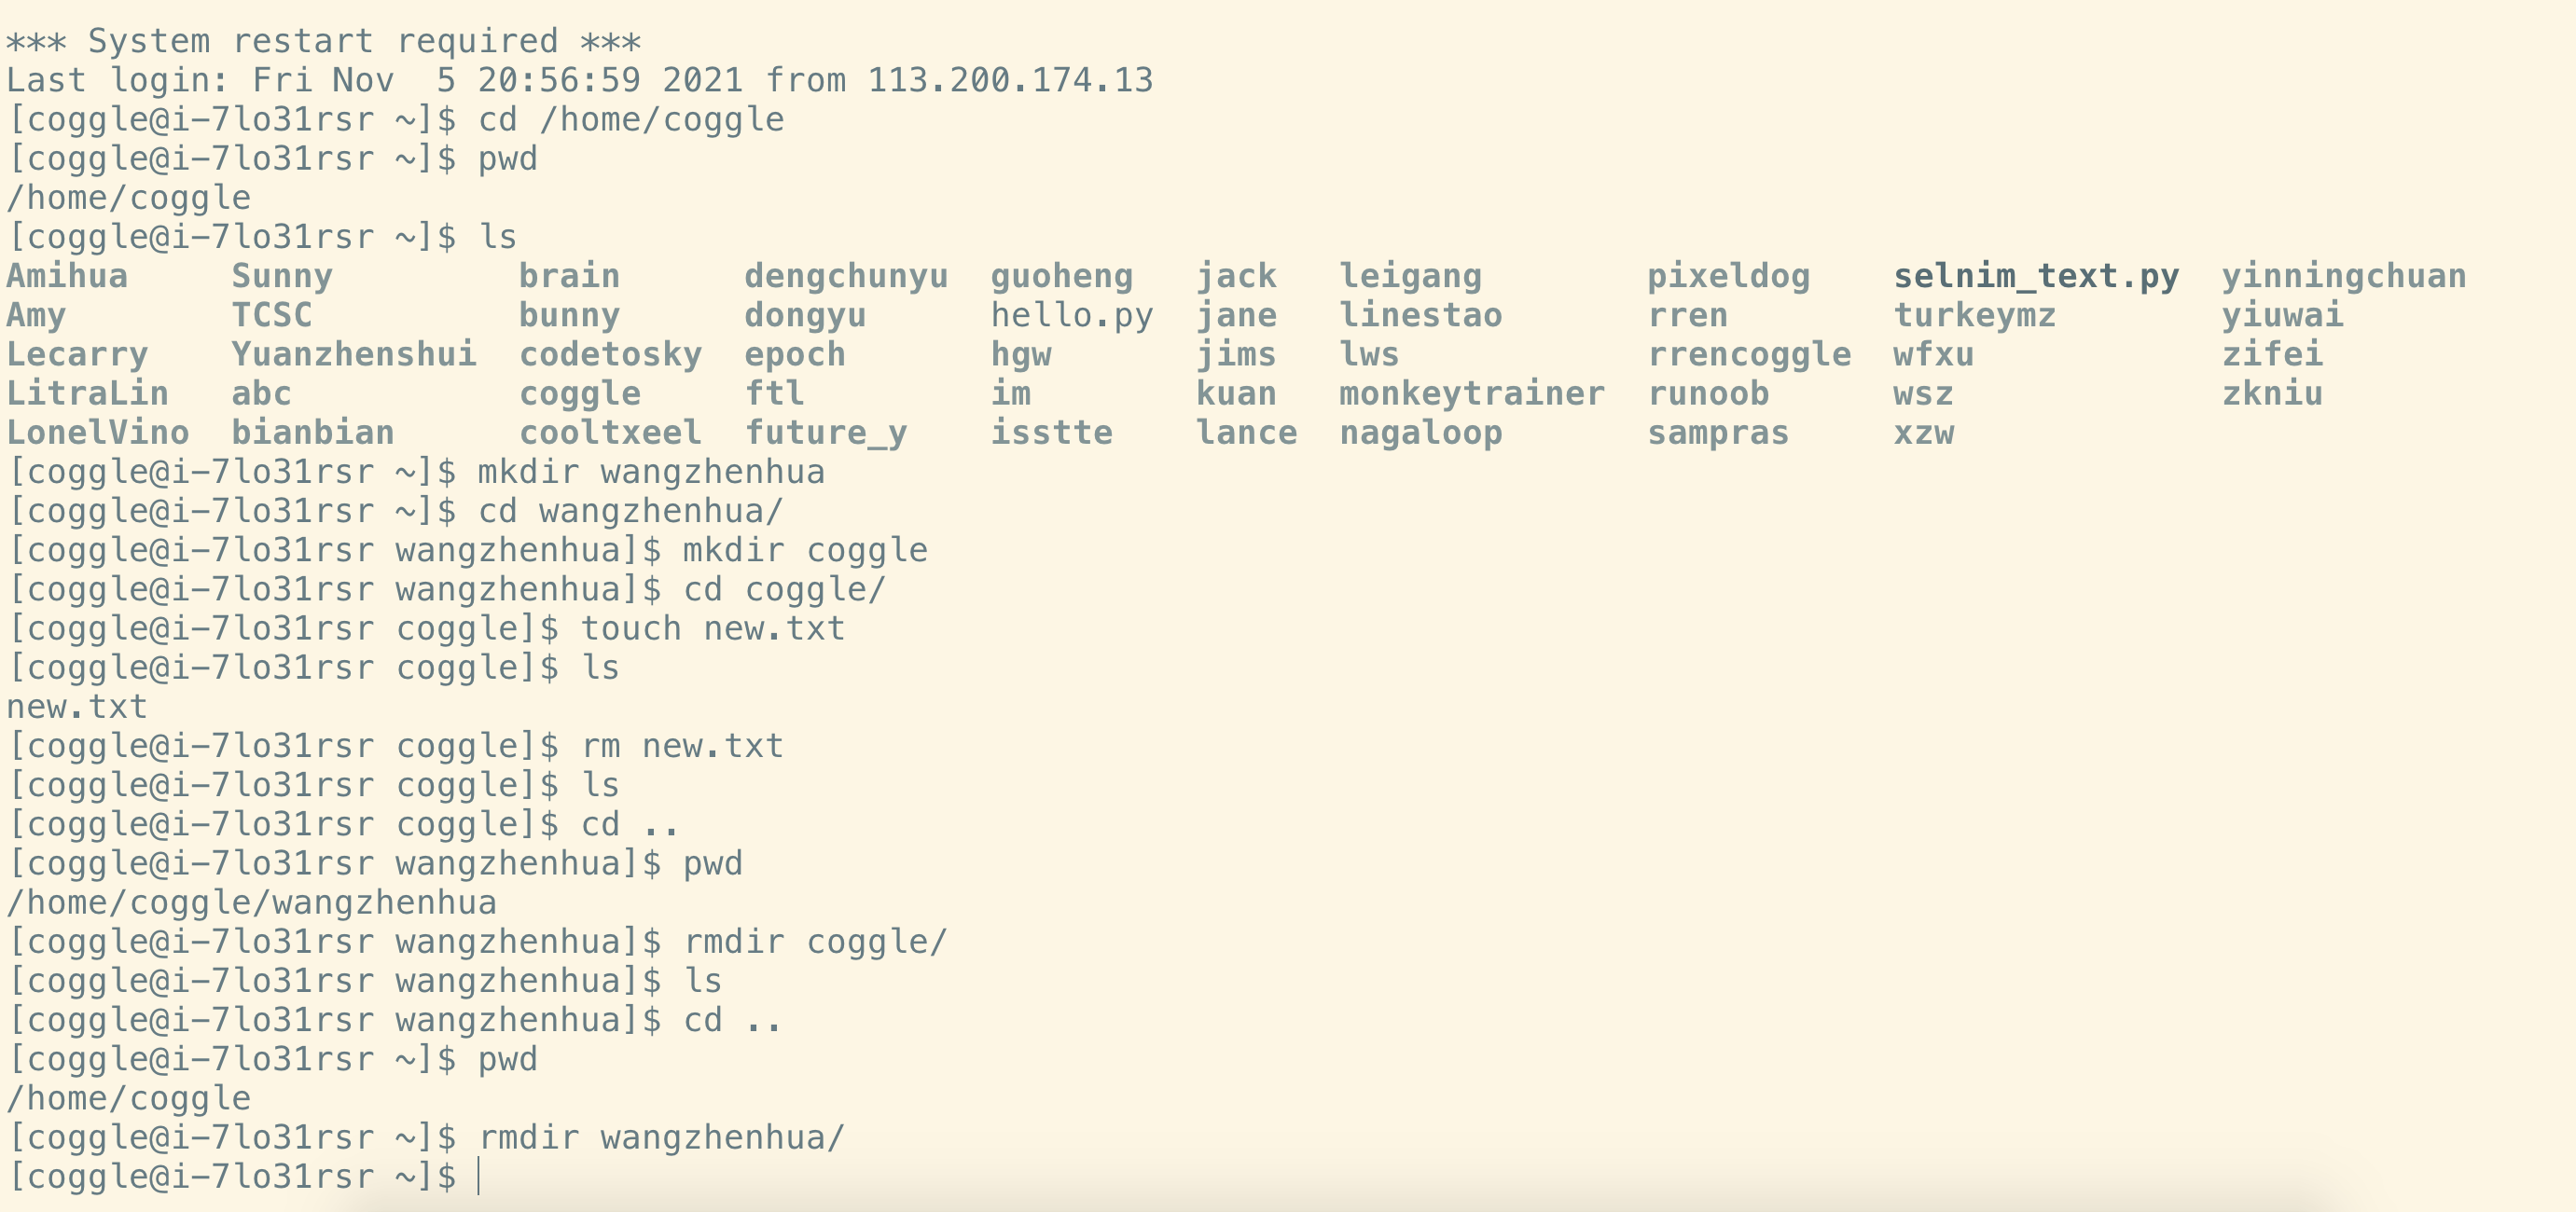 *** System restart required ***
Last login: Fri Nov  5 20:56:59 2021 from 113.200.174.13
[coggle@i-7lo31rsr ~]$ cd /home/coggle
[coggle@i-7lo31rsr ~]$ pwd
/home/coggle
[coggle@i-7lo31rsr ~]$ ls
Amihua     Sunny         brain      dengchunyu  guoheng   jack   leigang        pixeldog    selnim_text.py  yinningchuan
Amy        TCSC          bunny      dongyu      hello.py  jane   linestao       rren        turkeymz        yiuwai
Lecarry    Yuanzhenshui  codetosky  epoch       hgw       jims   lws            rrencoggle  wfxu            zifei
LitraLin   abc           coggle     ftl         im        kuan   monkeytrainer  runoob      wsz             zkniu
LonelVino  bianbian      cooltxeel  future_y    isstte    lance  nagaloop       sampras     xzw
[coggle@i-7lo31rsr ~]$ mkdir wangzhenhua
[coggle@i-7lo31rsr ~]$ cd wangzhenhua/
[coggle@i-7lo31rsr wangzhenhua]$ mkdir coggle
[coggle@i-7lo31rsr wangzhenhua]$ cd coggle/
[coggle@i-7lo31rsr coggle]$ touch new.txt
[coggle@i-7lo31rsr coggle]$ ls
new.txt
[coggle@i-7lo31rsr coggle]$ rm new.txt
[coggle@i-7lo31rsr coggle]$ ls
[coggle@i-7lo31rsr coggle]$ cd ..
[coggle@i-7lo31rsr wangzhenhua]$ pwd
/home/coggle/wangzhenhua
[coggle@i-7lo31rsr wangzhenhua]$ rmdir coggle/
[coggle@i-7lo31rsr wangzhenhua]$ ls
[coggle@i-7lo31rsr wangzhenhua]$ cd ..
[coggle@i-7lo31rsr ~]$ pwd
/home/coggle
[coggle@i-7lo31rsr ~]$ rmdir wangzhenhua/
[coggle@i-7lo31rsr ~]$